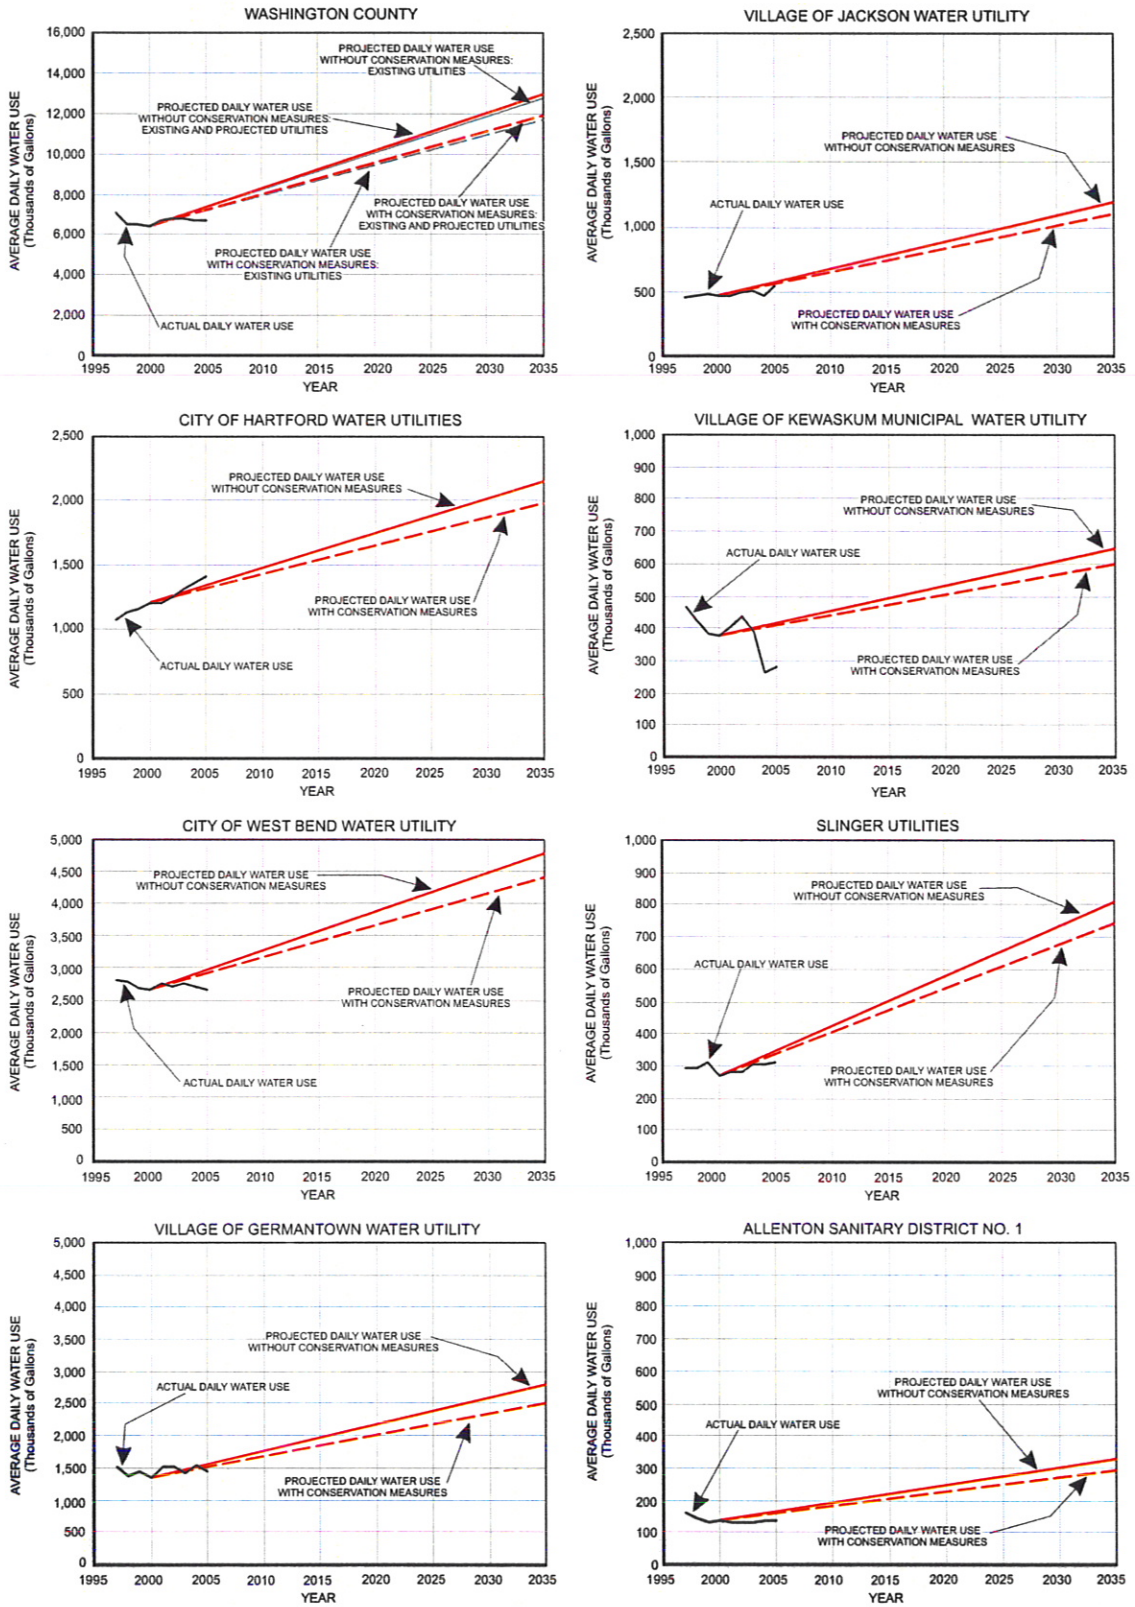 WASHINGTON COUNTY
AVERAGE DAILY WATER USE
(Thousands of Gallons)
16,000
14,000
12,000
10,000
8,000
6,000
4,000
2,000
0
PROJECTED DAILY WATER USE
WITHOUT CONSERVATION MEASURES:
EXISTING UTILITIES
PROJECTED DAILY WATER USE
WITHOUT CONSERVATION MEASURES:
EXISTING AND PROJECTED UTILITIES
PROJECTED DAILY WATER USE
WITH CONSERVATION MEASURES:
EXISTING AND PROJECTED UTILITIES
PROJECTED DAILY WATER USE
WITH CONSERVATION MEASURES:
EXISTING UTILITIES
ACTUAL DAILY WATER USE
1995 2000 2005 2010 2015 2020 2025 2030 2035
YEAR
VILLAGE OF JACKSON WATER UTILITY
AVERAGE DAILY WATER USE
(Thousands of Gallons)
2,500
2,000
1,500
1,000
500
0
PROJECTED DAILY WATER USE
WITHOUT CONSERVATION MEASURES
ACTUAL DAILY WATER USE
PROJECTED DAILY WATER USE
WITH CONSERVATION MEASURES
1995 2000 2005 2010 2015 2020 2025 2030 2035
YEAR
CITY OF HARTFORD WATER UTILITIES
AVERAGE DAILY WATER USE
(Thousands of Gallons)
2,500
2,000
1,500
1,000
500
0
PROJECTED DAILY WATER USE
WITHOUT CONSERVATION MEASURES
PROJECTED DAILY WATER USE
WITH CONSERVATION MEASURES
ACTUAL DAILY WATER USE
1995 2000 2005 2010 2015 2020 2025 2030 2035
YEAR
VILLAGE OF KEWASKUM MUNICIPAL WATER UTILITY
AVERAGE DAILY WATER USE
(Thousands of Gallons)
1,000
900
800
700
600
500
400
300
200
100
0
PROJECTED DAILY WATER USE
WITHOUT CONSERVATION MEASURES
ACTUAL DAILY WATER USE
PROJECTED DAILY WATER USE
WITH CONSERVATION MEASURES
1995 2000 2005 2010 2015 2020 2025 2030 2035
YEAR
CITY OF WEST BEND WATER UTILITY
AVERAGE DAILY WATER USE
(Thousands of Gallons)
5,000
4,500
4,000
3,500
3,000
2,500
2,000
1,500
1,000
500
0
PROJECTED DAILY WATER USE
WITHOUT CONSERVATION MEASURES
PROJECTED DAILY WATER USE
WITH CONSERVATION MEASURES
ACTUAL DAILY WATER USE
1995 2000 2005 2010 2015 2020 2025 2030 2035
YEAR
SLINGER UTILITIES
AVERAGE DAILY WATER USE
(Thousands of Gallons)
1,000
900
800
700
600
500
400
300
200
100
0
PROJECTED DAILY WATER USE
WITHOUT CONSERVATION MEASURES
ACTUAL DAILY WATER USE
PROJECTED DAILY WATER USE
WITH CONSERVATION MEASURES
1995 2000 2005 2010 2015 2020 2025 2030 2035
YEAR
VILLAGE OF GERMANTOWN WATER UTILITY
AVERAGE DAILY WATER USE
(Thousands of Gallons)
5,000
4,500
4,000
3,500
3,000
2,500
2,000
1,500
1,000
500
0
PROJECTED DAILY WATER USE
WITHOUT CONSERVATION MEASURES
ACTUAL DAILY WATER USE
PROJECTED DAILY WATER USE
WITH CONSERVATION MEASURES
1995 2000 2005 2010 2015 2020 2025 2030 2035
YEAR
ALLENTON SANITARY DISTRICT NO. 1
AVERAGE DAILY WATER USE
(Thousands of Gallons)
1,000
900
800
700
600
500
400
300
200
100
0
PROJECTED DAILY WATER USE
WITHOUT CONSERVATION MEASURES
ACTUAL DAILY WATER USE
PROJECTED DAILY WATER USE
WITH CONSERVATION MEASURES
1995 2000 2005 2010 2015 2020 2025 2030 2035
YEAR